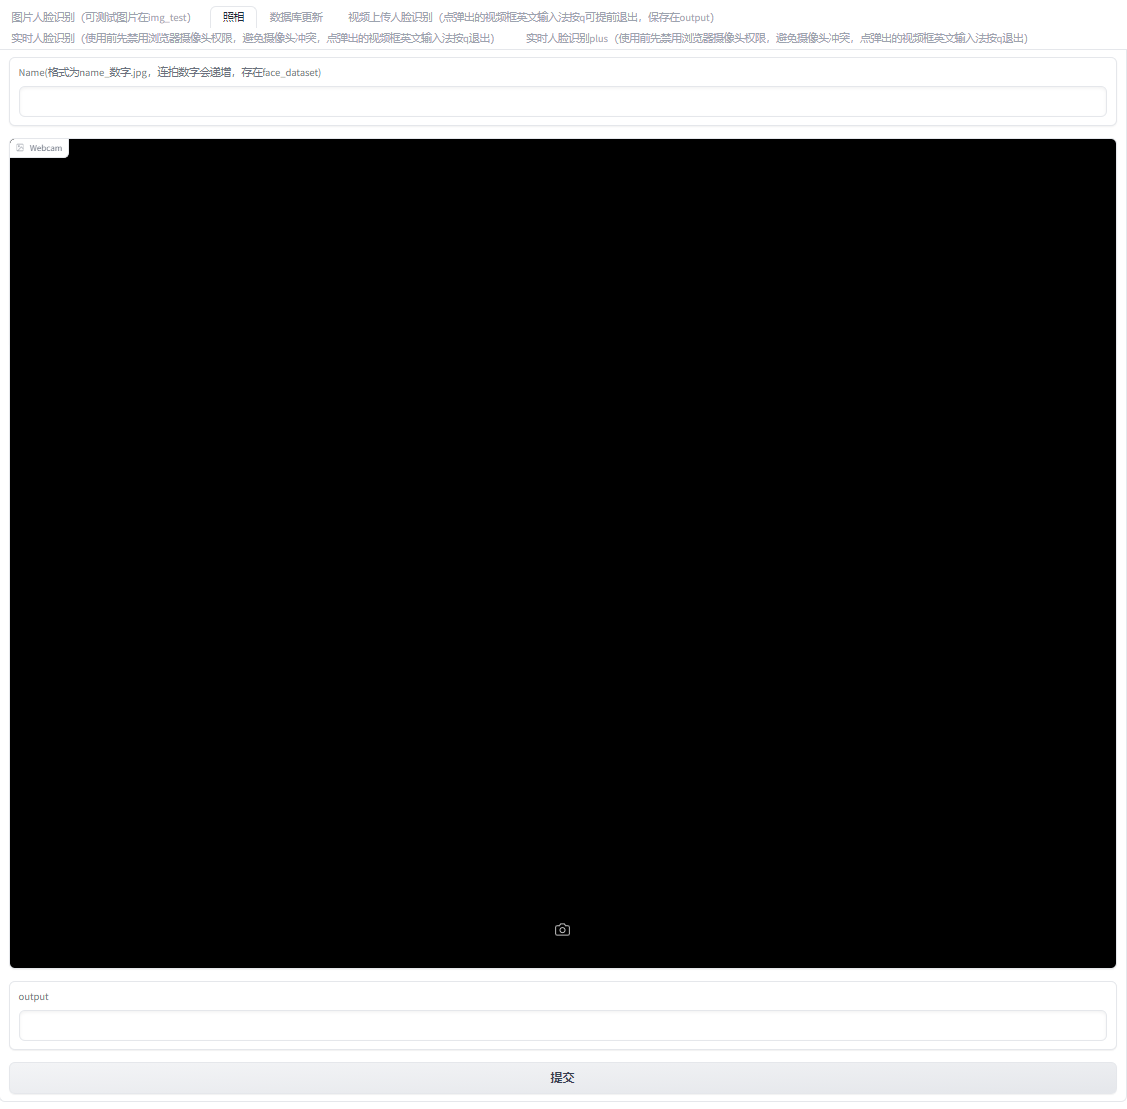 图片人脸识别（可测试图片在img_test） 照相 数据库更新 视频上传人脸识别（点弹出的视频框英文输入法按q可提前退出，保存在output）
实时人脸识别（使用前先禁用浏览器摄像头权限，避免摄像头冲突，点弹出的视频框英文输入法按q退出） 实时人脸识别plus（使用前先禁用浏览器摄像头权限，避免摄像头冲突，点弹出的视频框英文输入法按q退出）
Name(格式为name_数字.jpg，连拍数字会递增，存在face_dataset)
Webcam
output
提交